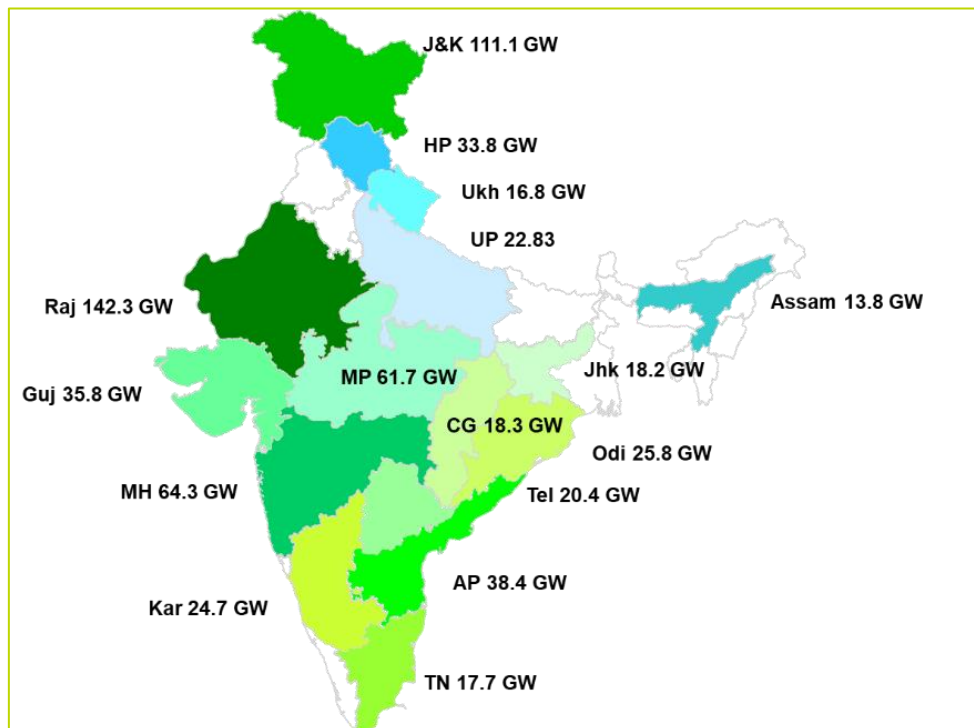 J&K 111.1 GW
HP 33.8 GW
Ukh 16.8 GW
UP 22.83
Raj 142.3 GW
Assam 13.8 GW
Guj 35.8 GW
MP 61.7 GW
Jhk 18.2 GW
CG 18.3 GW
Odi 25.8 GW
MH 64.3 GW
Tel 20.4 GW
AP 38.4 GW
Kar 24.7 GW
TN 17.7 GW